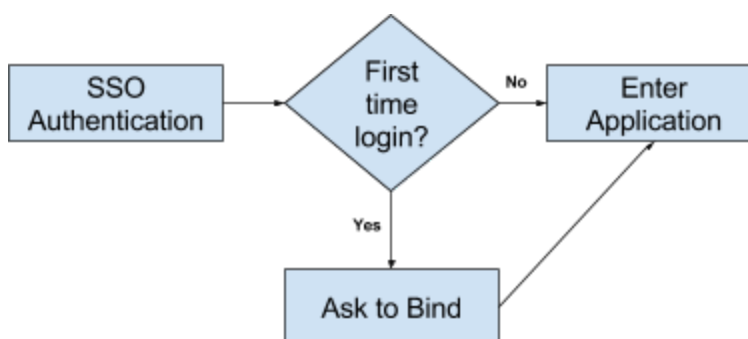 SSO
Authentication
First
time
login?
No
Enter
Application
Yes
Ask to Bind